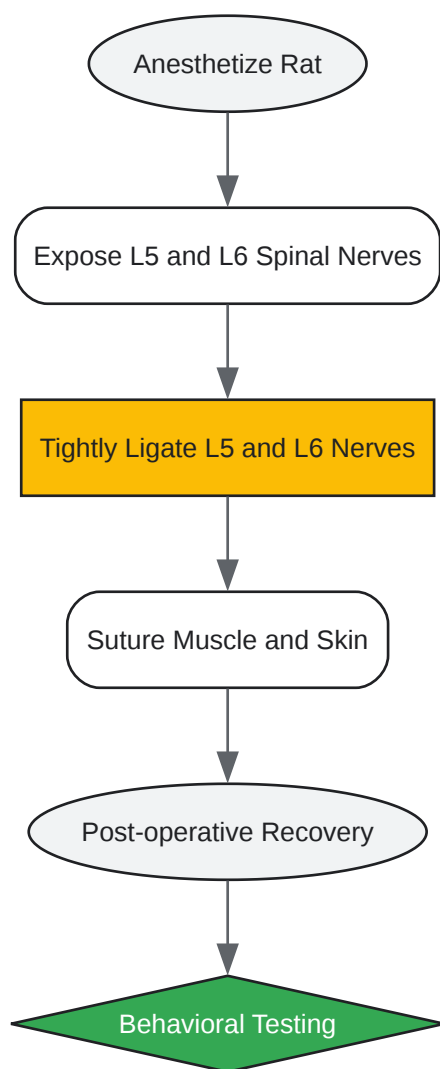 Anesthetize Rat
Expose L5 and L6 Spinal Nerves
Tightly Ligate L5 and L6 Nerves
Suture Muscle and Skin
Post-operative Recovery
Behavioral Testing